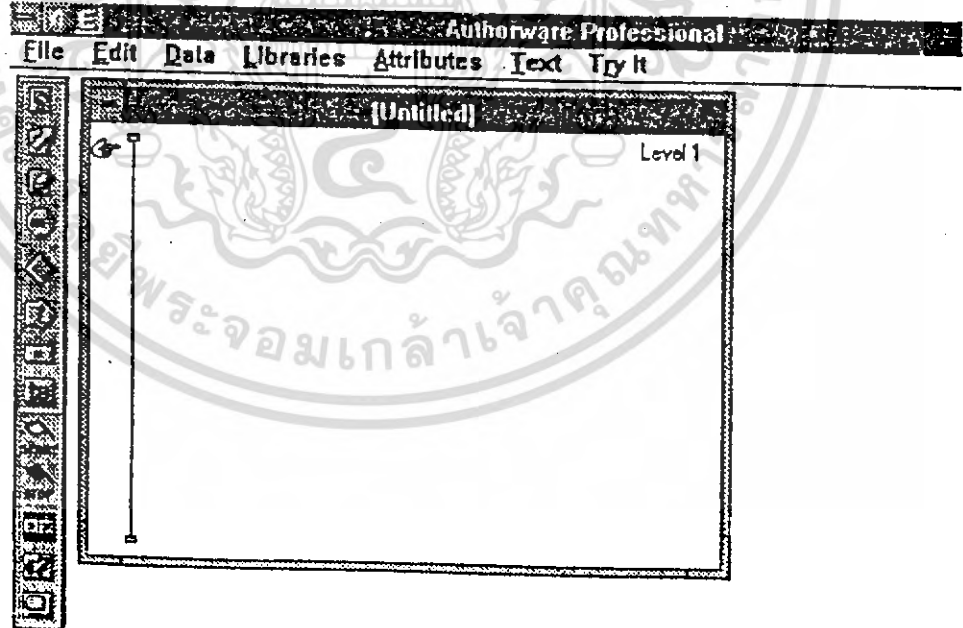 Authorware Professional
File Edit Data Libraries Attributes Text Try It
[Untitled]
Level 1
พระจอมเกล้าเจ้าคุณทหาร